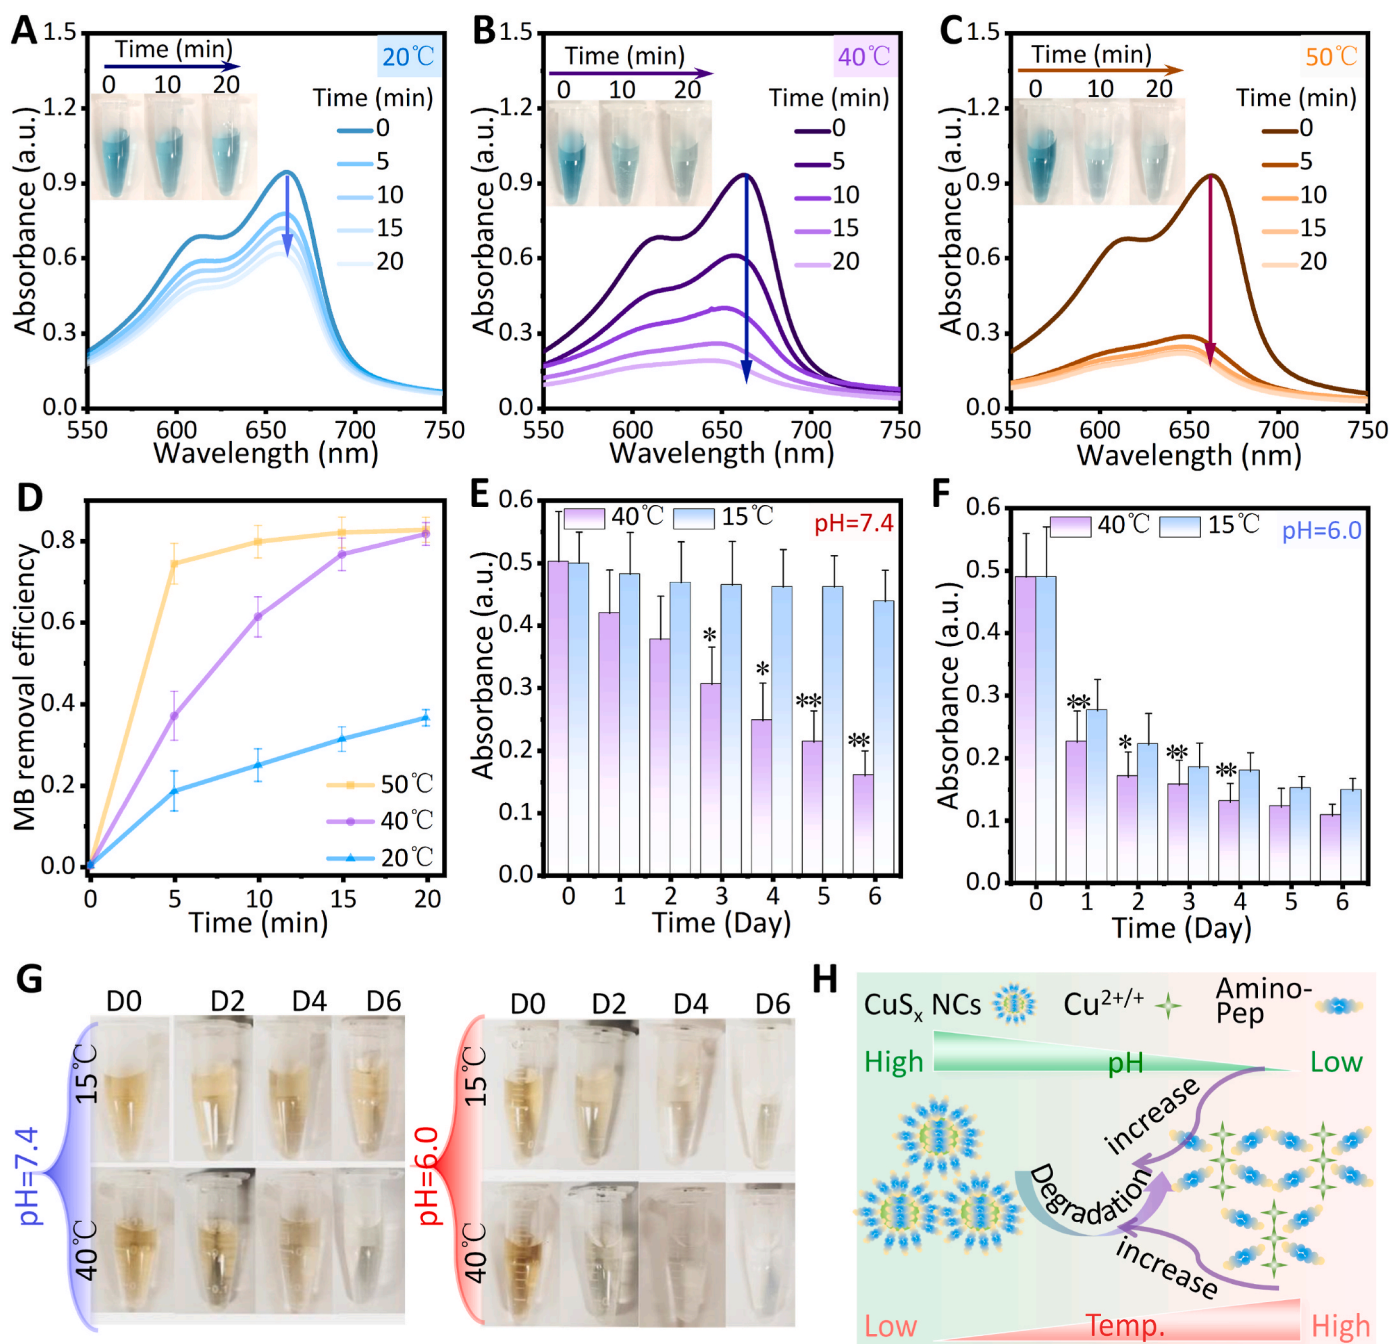 A
1.5
1.2
0.9
0.6
0.3
0.0
Absorbance (a.u.)
Time (min)
0 10 20
20℃
Time (min)
0
5
10
15
20
550 600 650 700 750
Wavelength (nm)
B
1.5
1.2
0.9
0.6
0.3
0.0
Absorbance (a.u.)
Time (min)
0 10 20
40℃
Time (min)
0
5
10
15
20
550 600 650 700 750
Wavelength (nm)
C
1.5
1.2
0.9
0.6
0.3
0.0
Absorbance (a.u.)
Time (min)
0 10 20
50℃
Time (min)
0
5
10
15
20
550 600 650 700 750
Wavelength (nm)
D
0.8
0.6
0.4
0.2
0.0
MB removal efficiency
50℃
40℃
20℃
0 5 10 15 20
Time (min)
E
0.6
0.5
0.4
0.3
0.2
0.1
0.0
Absorbance (a.u.)
40℃ 15℃
pH=7.4
* * ** **
0 1 2 3 4 5 6
Time (Day)
F
0.6
0.5
0.4
0.3
0.2
0.1
0.0
Absorbance (a.u.)
40℃ 15℃
pH=6.0
** * ** **
0 1 2 3 4 5 6
Time (Day)
G
D0 D2 D4 D6
pH=7.4
15℃
40℃
D0 D2 D4 D6
pH=6.0
15℃
40℃
H
CuSx NCs
Cu2+/+
Amino-
Pep
High pH Low
increase
Degradation
increase
Low Temp. High